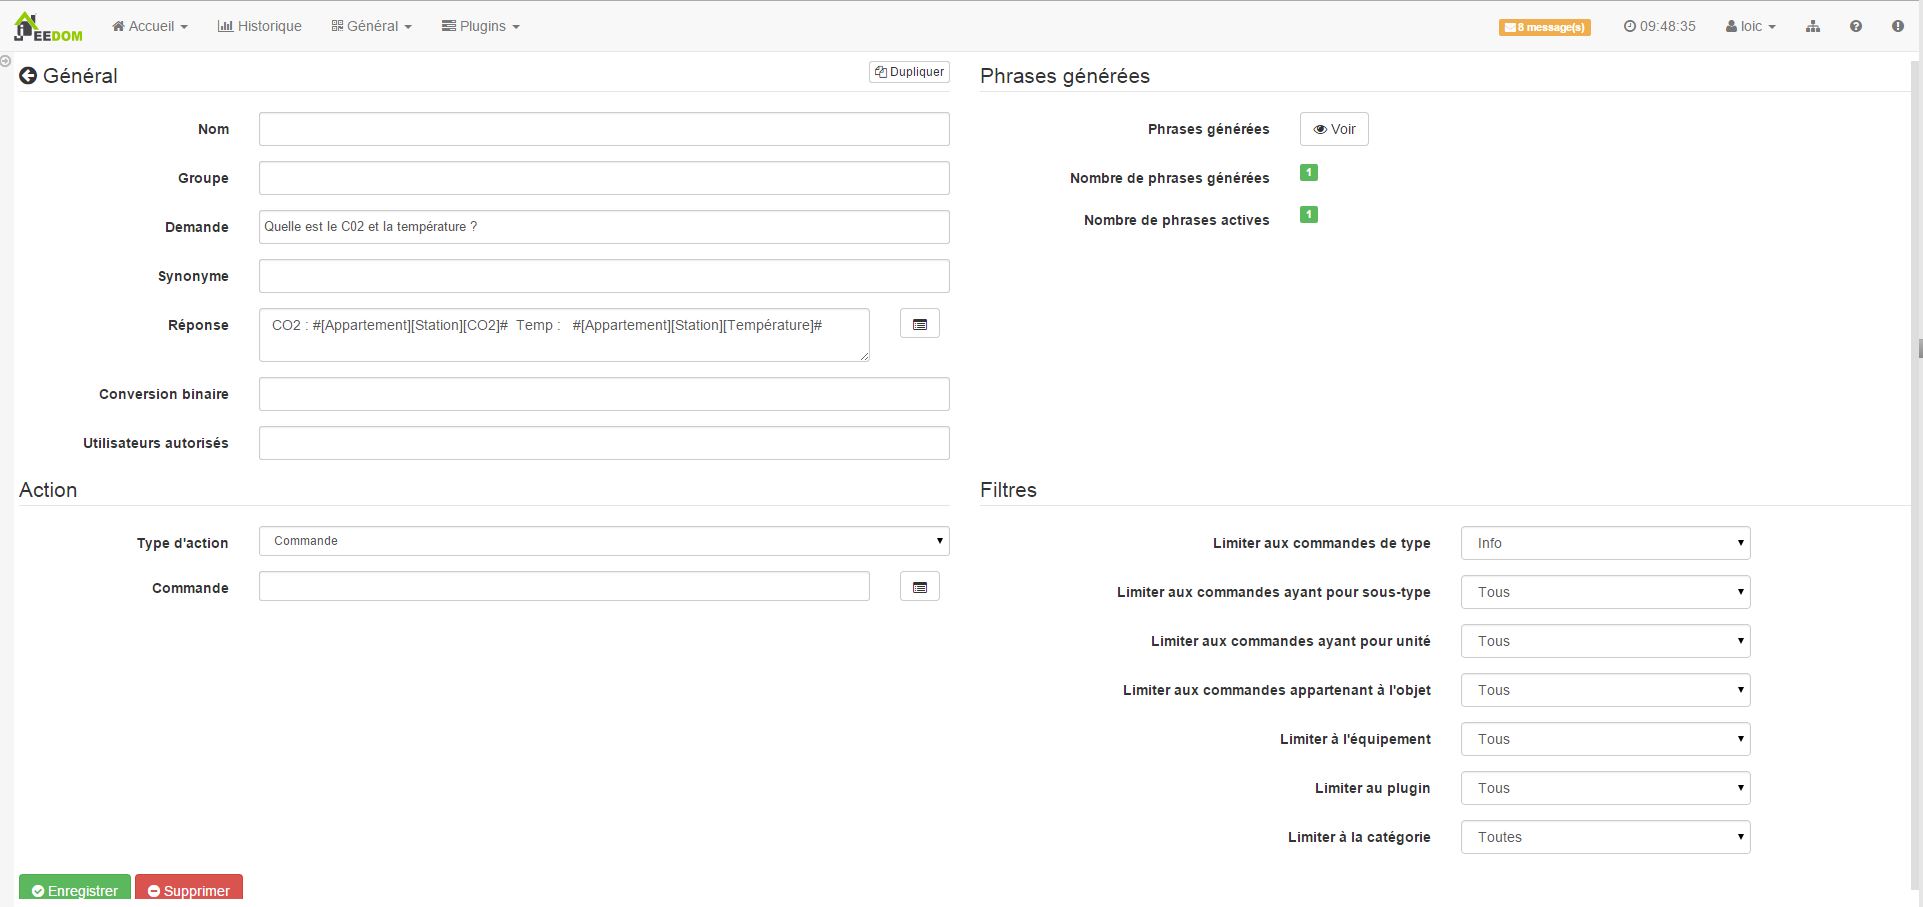 JEEDOM Accueil Historique Général Plugins 8 message(s) 09:48:35 loic
Général Dupliquer
Nom
Groupe
Demande Quelle est le C02 et la température ?
Synonyme
Réponse CO2 : #[Appartement][Station][CO2]# Temp : #[Appartement][Station][Température]#
Conversion binaire
Utilisateurs autorisés
Phrases générées
Phrases générées Voir
Nombre de phrases générées 1
Nombre de phrases actives 1
Action
Type d'action Commande
Commande
Filtres
Limiter aux commandes de type Info
Limiter aux commandes ayant pour sous-type Tous
Limiter aux commandes ayant pour unité Tous
Limiter aux commandes appartenant à l'objet Tous
Limiter à l'équipement Tous
Limiter au plugin Tous
Limiter à la catégorie Toutes
Enregistrer Supprimer